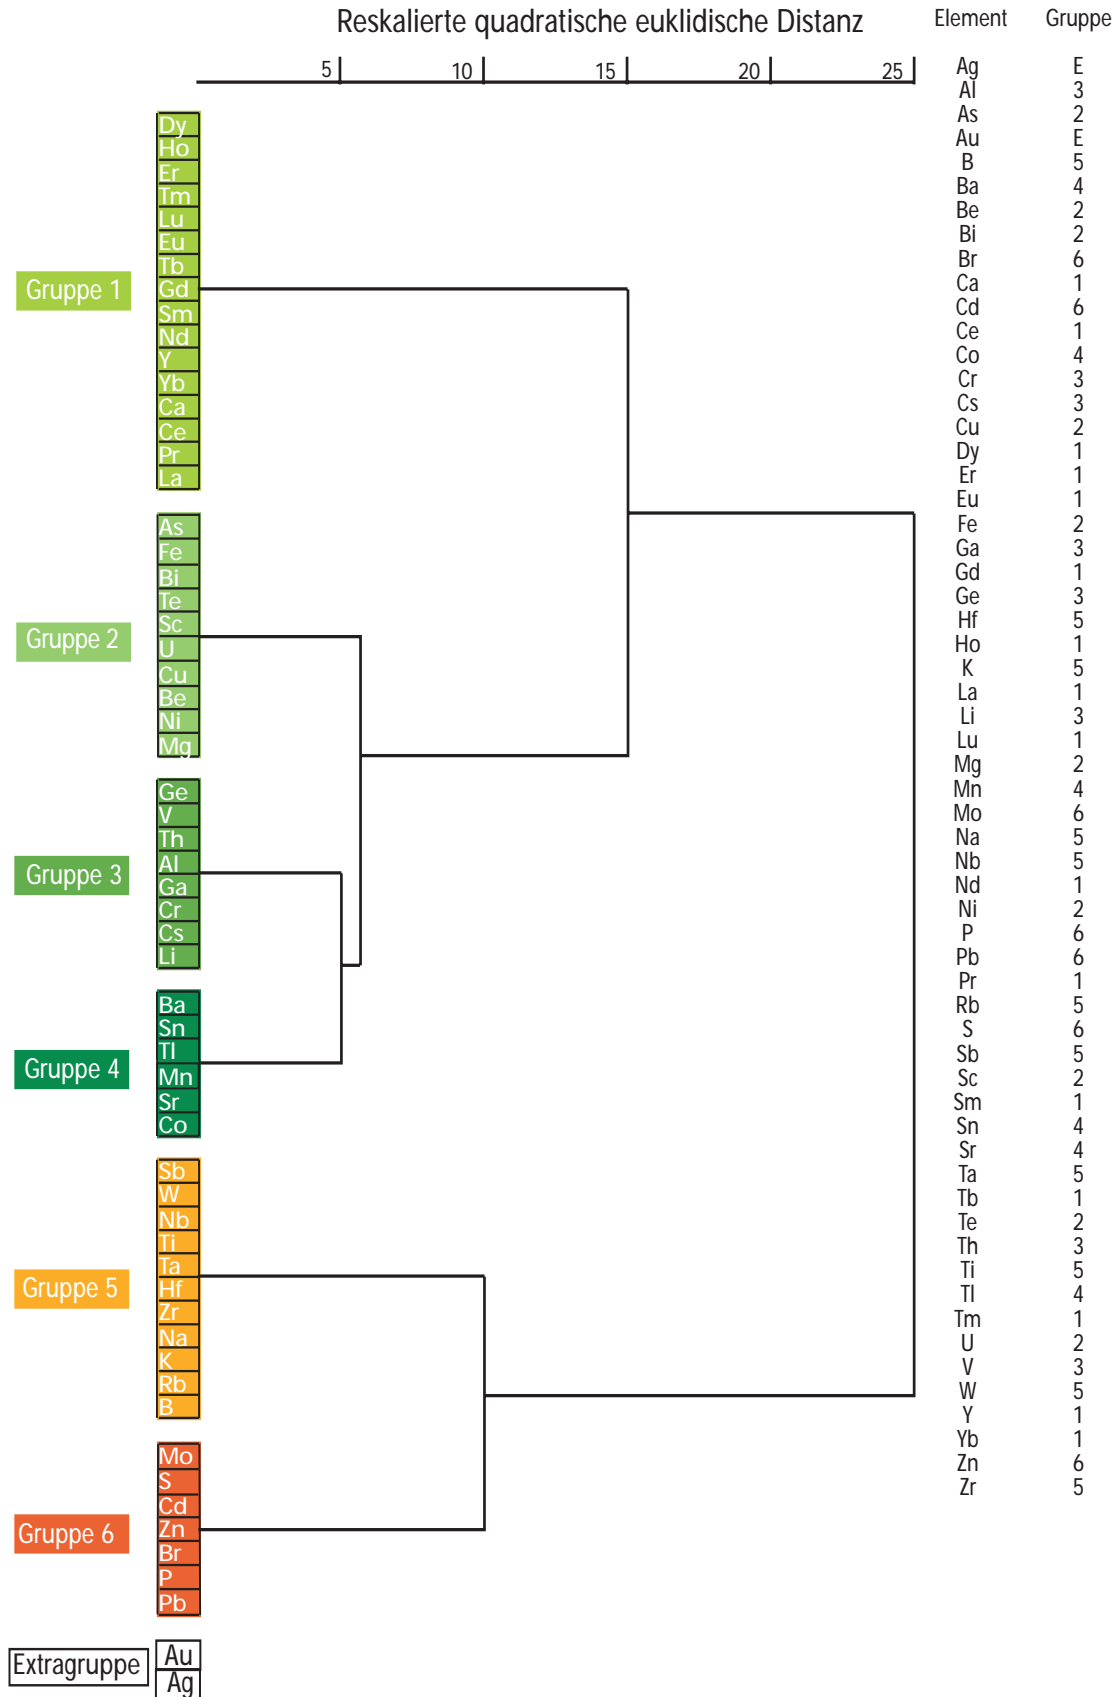 Reskalierte quadratische euklidische Distanz
5 10 15 20 25
Gruppe 1
Dy
Ho
Er
Tm
Lu
Eu
Tb
Gd
Sm
Nd
Y
Yb
Ca
Ce
Pr
La
Gruppe 2
As
Fe
Bi
Te
Sc
U
Cu
Be
Ni
Mg
Gruppe 3
Ge
V
Th
Al
Ga
Cr
Cs
Li
Gruppe 4
Ba
Sn
Tl
Mn
Sr
Co
Gruppe 5
Sb
W
Nb
Ti
Ta
Hf
Zr
Na
K
Rb
B
Gruppe 6
Mo
S
Cd
Zn
Br
P
Pb
Extragruppe
Au
Ag
Element Gruppe
Ag E
Al 3
As 2
Au E
B 5
Ba 4
Be 2
Bi 2
Br 6
Ca 1
Cd 6
Ce 1
Co 4
Cr 3
Cs 3
Cu 2
Dy 1
Er 1
Eu 1
Fe 2
Ga 3
Gd 1
Ge 3
Hf 5
Ho 1
K 5
La 1
Li 3
Lu 1
Mg 2
Mn 4
Mo 6
Na 5
Nb 5
Nd 1
Ni 2
P 6
Pb 6
Pr 1
Rb 5
S 6
Sb 5
Sc 2
Sm 1
Sn 4
Sr 4
Ta 5
Tb 1
Te 2
Th 3
Ti 5
Tl 4
Tm 1
U 2
V 3
W 5
Y 1
Yb 1
Zn 6
Zr 5